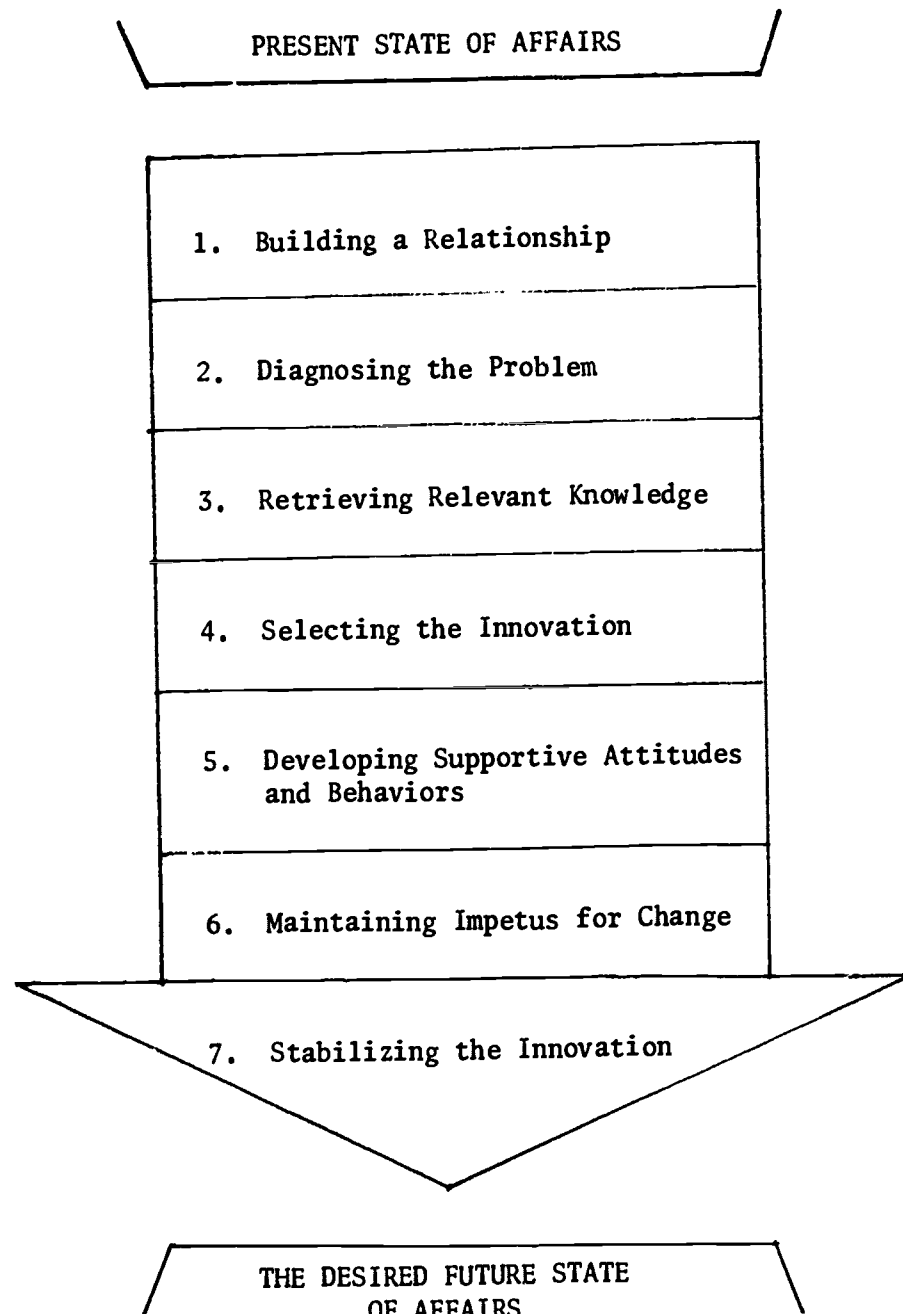 PRESENT STATE OF AFFAIRS
1. Building a Relationship
2. Diagnosing the Problem
3. Retrieving Relevant Knowledge
4. Selecting the Innovation
5. Developing Supportive Attitudes
and Behaviors
6. Maintaining Impetus for Change
7. Stabilizing the Innovation
THE DESIRED FUTURE STATE
OF AFFAIRS